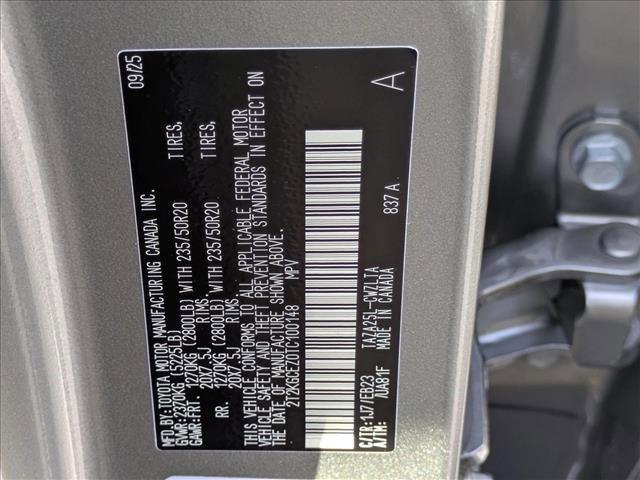 MFD.BY:TOYOTA MOTOR MANUFACTURING CANADA INC. 09/25
GVWR:2370KG(5225LB)
GAWR:FRT. 1270KG (2800LB) WITH 235/50R20 TIRES,
20X7.5J RIMS,
RR. 1270KG (2800LB) WITH 235/50R20 TIRES,
20X7.5J RIMS,
THIS VEHICLE CONFORMS TO ALL APPLICABLE FEDERAL MOTOR
VEHICLE SAFETY AND THEFT PREVENTION STANDARDS IN EFFECT ON
THE DATE OF MANUFACTURE SHOWN ABOVE.
2T2KGCEZ0TC100148 MPV
C/TR:1J7/EB23 TAZA25L-CWZLTA 837A A
A/TM: /UA81F MADE IN CANADA